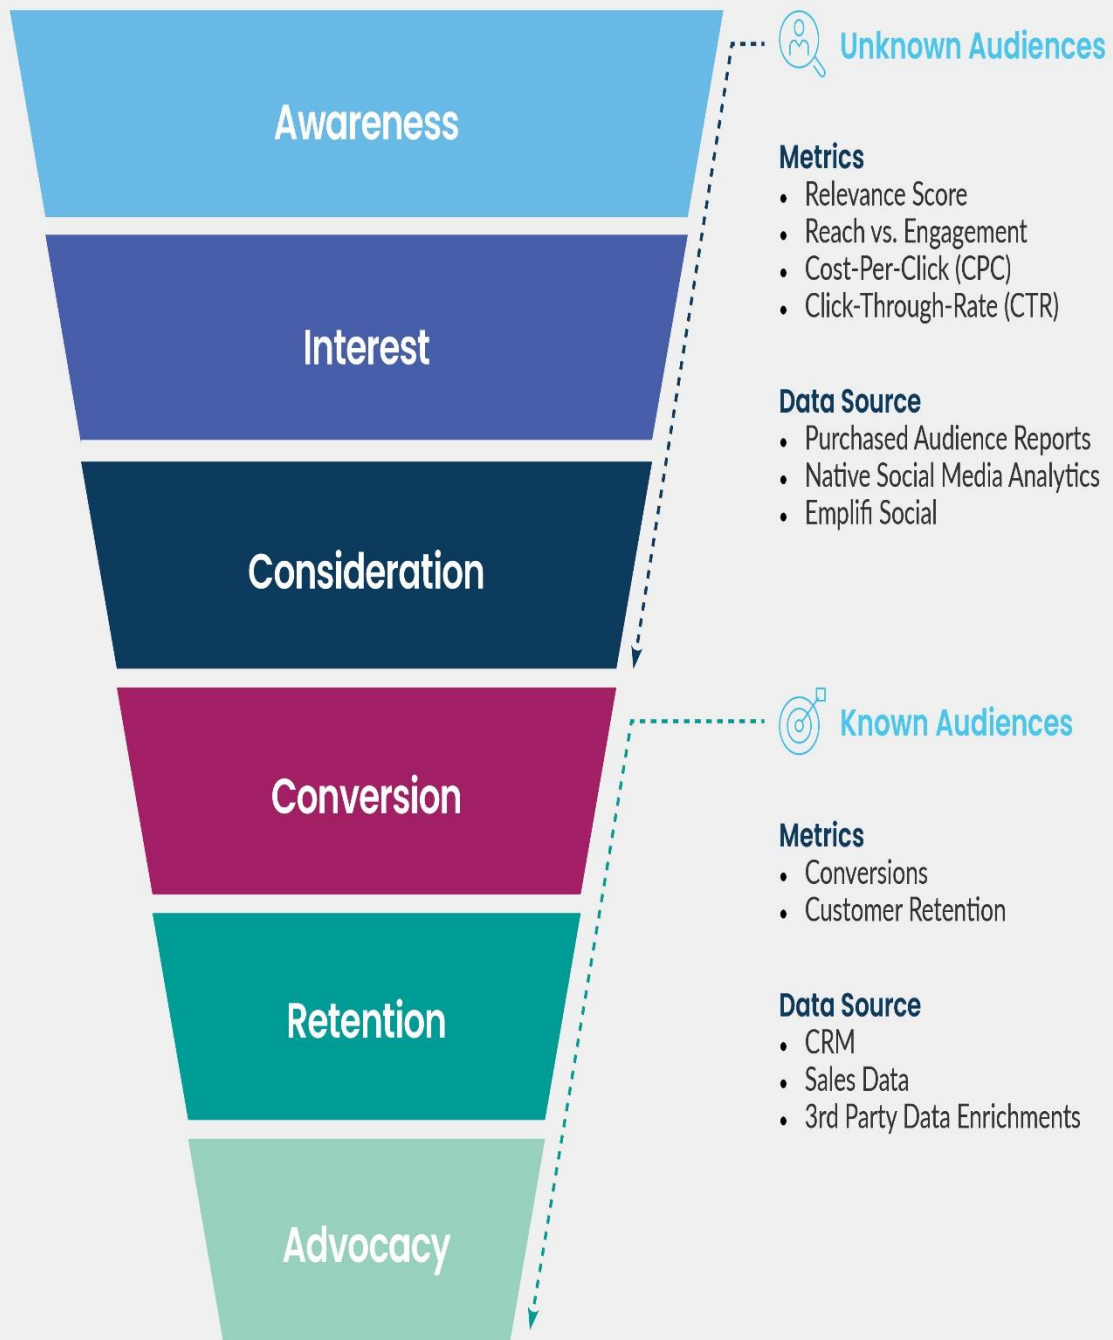 Awareness
Interest
Consideration
Conversion
Retention
Advocacy
Unknown Audiences
Metrics
• Relevance Score
• Reach vs. Engagement
• Cost-Per-Click (CPC)
• Click-Through-Rate (CTR)
Data Source
• Purchased Audience Reports
• Native Social Media Analytics
• Emplifi Social
Known Audiences
Metrics
• Conversions
• Customer Retention
Data Source
• CRM
• Sales Data
• 3rd Party Data Enrichments